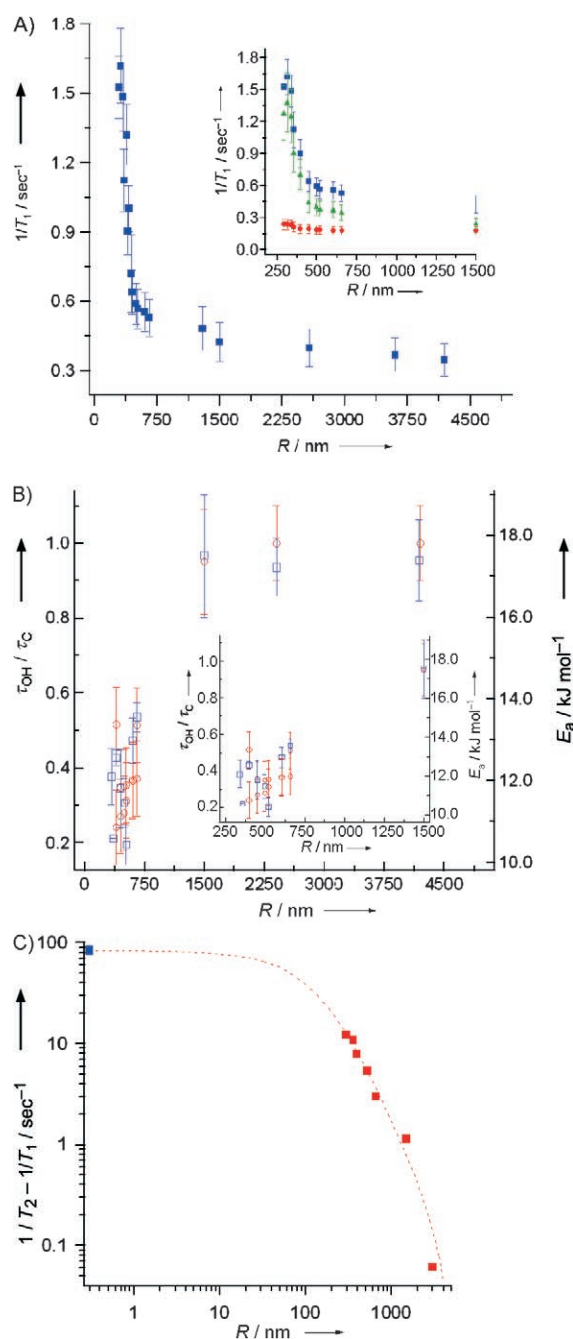 A)
1.8
1.5
1.2
0.9
0.6
0.3
1/T₁ / sec⁻¹
0 750 1500 2250 3000 3750 4500
R / nm
1.8
1.5
1.2
0.9
0.6
0.3
0.0
1/T₁ / sec⁻¹
250 500 750 1000 1250 1500
R / nm
B)
1.0
0.8
0.6
0.4
0.2
τOH / τC
18.0
16.0
14.0
12.0
10.0
Eₐ / kJ mol⁻¹
0 750 1500 2250 3000 3750 4500
R / nm
1.0
0.8
0.6
0.4
0.2
τOH / τC
18.0
16.0
14.0
12.0
10.0
Eₐ / kJ mol⁻¹
250 500 750 1000 1250 1500
R / nm
C)
100
10
1
0.1
1 / T₂ – 1/T₁ / sec⁻¹
1 10 100 1000
R / nm